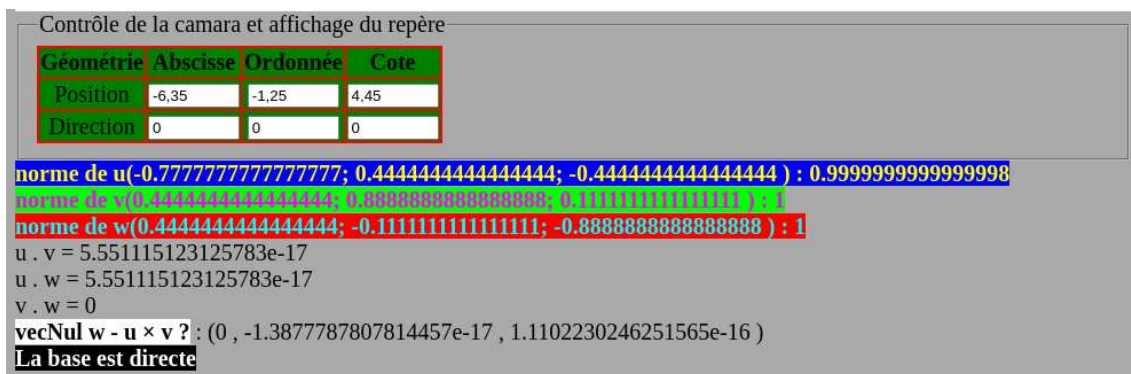 Contrôle de la camara et affichage du repère
Géométrie Abscisse Ordonnée Cote
Position -6,35 -1,25 4,45
Direction 0 0 0
norme de u(-0.7777777777777777; 0.4444444444444444; -0.4444444444444444 ) : 0.9999999999999998
norme de v(0.4444444444444444; 0.8888888888888888; 0.1111111111111111 ) : 1
norme de w(0.4444444444444444; -0.1111111111111111; -0.8888888888888888 ) : 1
u . v = 5.551115123125783e-17
u . w = 5.551115123125783e-17
v . w = 0
vecNul w - u × v ? : (0 , -1.3877787807814457e-17 , 1.1102230246251565e-16 )
La base est directe